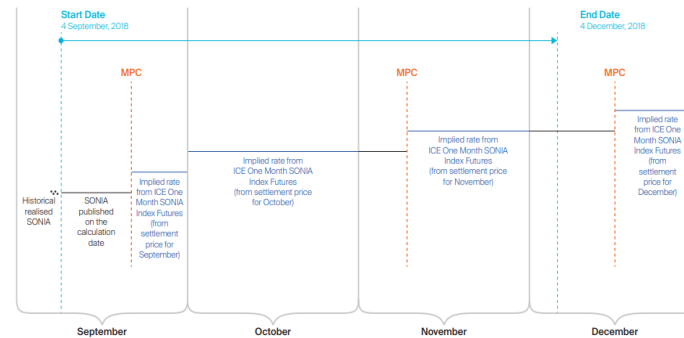 Start Date
4 September, 2018
End Date
4 December, 2018
MPC
MPC
MPC
Historical
realised
SONIA
SONIA
published
on the
calculation
date
Implied rate
from ICE One
Month SONIA
Index Futures
(from
settlement
price for
September)
Implied rate from
ICE One Month SONIA
Index Futures
(from settlement price
for October)
Implied rate from
ICE One Month SONIA
Index Futures
(from settlement price
for November)
Implied rate
from ICE One
Month SONIA
Index Futures
(from
settlement
price for
December)
September
October
November
December